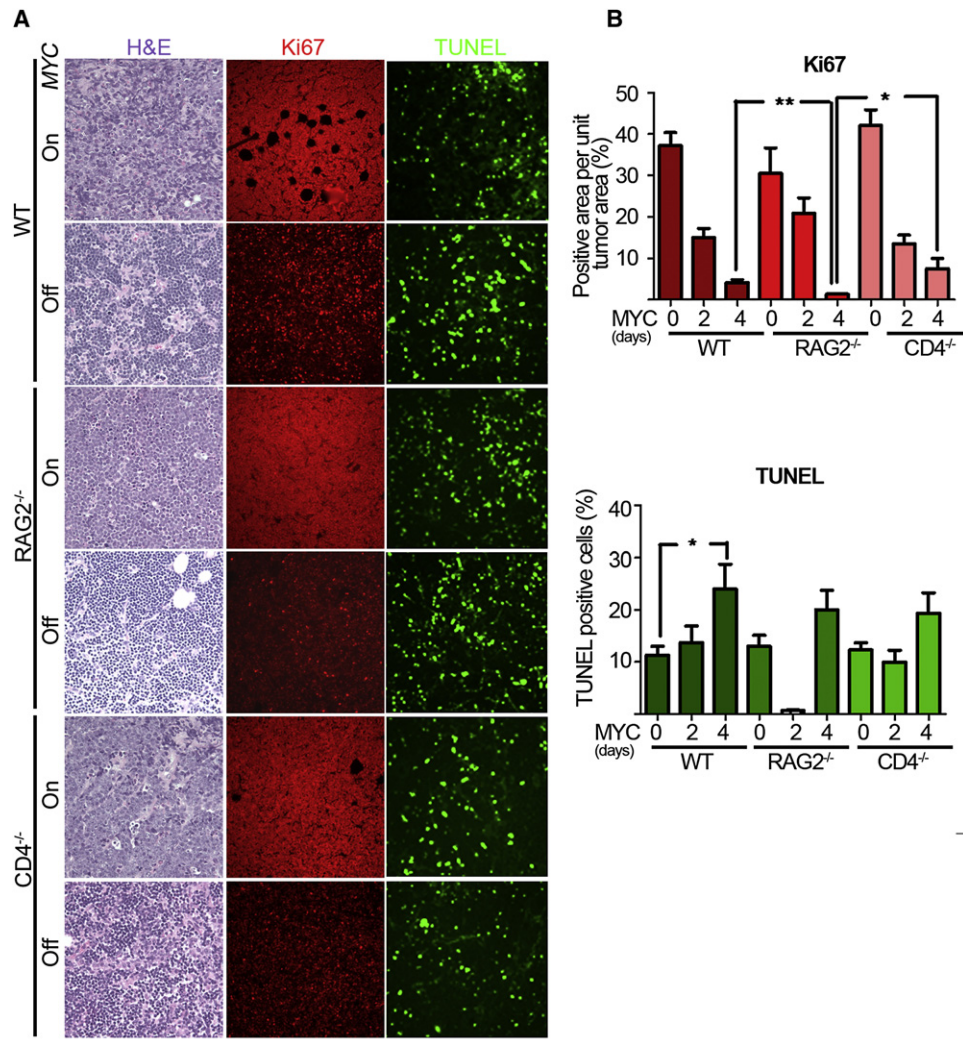 A
H&E
Ki67
TUNEL
MYC
On
WT
Off
On
RAG2-/-
Off
On
CD4-/-
Off
B
Ki67
Positive area per unit
tumor area (%)
50
40
30
20
10
** *
MYC 0 2 4 0 2 4 0 2 4
(days)
WT RAG2-/- CD4-/-
TUNEL
TUNEL positive cells (%)
40
30
20
10
*
MYC 0 2 4 0 2 4 0 2 4
(days)
WT RAG2-/- CD4-/-